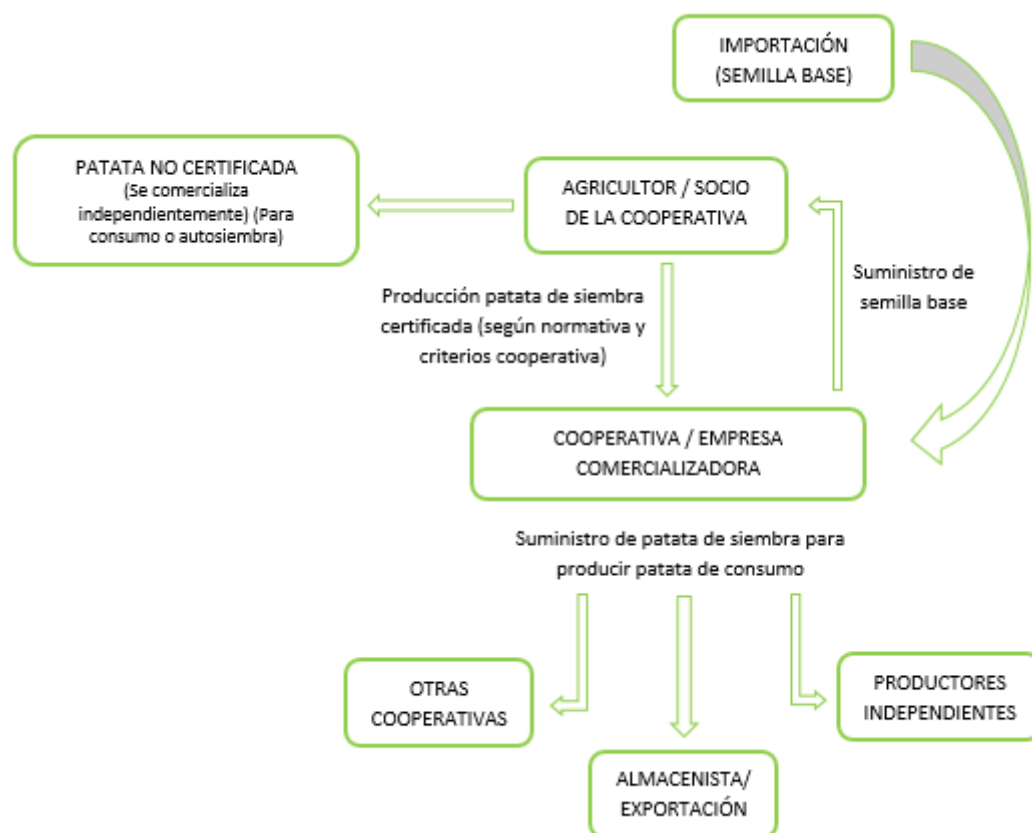 IMPORTACIÓN
(SEMILLA BASE)
PATATA NO CERTIFICADA
(Se comercializa
independientemente) (Para
consumo o autosiembra)
AGRICULTOR / SOCIO
DE LA COOPERATIVA
Suministro de
semilla base
Producción patata de siembra
certificada (según normativa y
criterios cooperativa)
COOPERATIVA / EMPRESA
COMERCIALIZADORA
Suministro de patata de siembra para
producir patata de consumo
OTRAS
COOPERATIVAS
ALMACENISTA/
EXPORTACIÓN
PRODUCTORES
INDEPENDIENTES